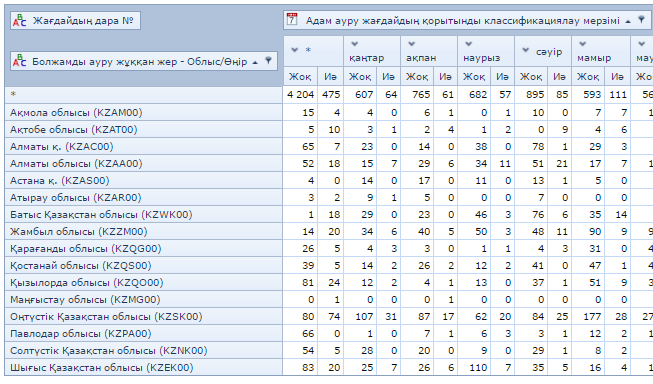 Жағдайдың дара №
Адам ауру жағдайдың қорытынды классификациялау мерзімі
Болжамды ауру жұққан жер - Облыс/Өңір
* қаңтар ақпан наурыз сәуір мамыр мау
Жоқ Иә Жоқ Иә Жоқ Иә Жоқ Иә Жоқ Иә Жоқ Иә Жоқ
* 4 204 475 607 64 765 61 682 57 895 85 593 111 56
Ақмола облысы (KZAM00) 15 4 4 0 6 1 0 1 10 0 7 7 1
Ақтобе облысы (KZAT00) 5 10 3 1 2 4 1 2 0 9 4 6
Алматы қ. (KZAC00) 65 7 23 0 14 0 38 0 78 1 29 3
Алматы облысы (KZAA00) 52 18 15 7 29 6 34 11 51 21 17 7 1
Астана қ. (KZAS00) 4 0 14 0 17 0 11 0 13 1 5 0
Атырау облысы (KZAR00) 3 2 9 1 5 0 0 0 7 0 0 0
Батыс Қазақстан облысы (KZWK00) 1 18 29 0 23 0 46 3 76 6 35 14
Жамбыл облысы (KZZM00) 14 20 34 6 40 5 50 3 48 11 90 9 9
Қарағанды облысы (KZQG00) 26 5 4 3 3 0 1 1 4 3 31 0 4
Қостанай облысы (KZQS00) 39 5 14 2 26 2 12 2 41 0 47 1 4
Қызылорда облысы (KZQO00) 81 24 12 2 4 1 13 0 37 1 51 9 3
Маңғыстау облысы (KZMG00) 0 1 0 0 0 1 0 0 0 0 0 0
Оңтүстік Қазақстан облысы (KZSK00) 80 74 107 31 87 17 62 20 84 25 177 28 27
Павлодар облысы (KZPA00) 66 0 1 0 7 1 6 3 3 1 12 2 1
Солтүстік Қазақстан облысы (KZNK00) 54 5 28 0 20 0 9 0 29 1 8 2
Шығыс Қазақстан облысы (KZEK00) 83 20 25 7 26 6 110 7 35 5 16 4 1